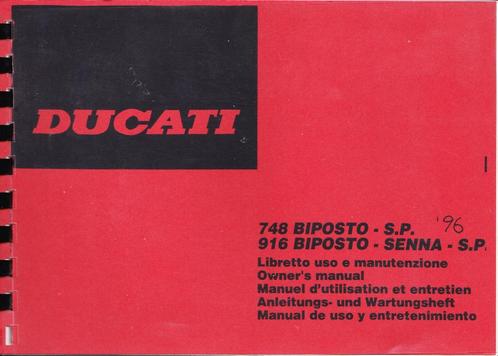 DUCATI
748 BIPOSTO - S.P. '96
916 BIPOSTO - SENNA - S.P.
Libretto uso e manutenzione
Owner's manual
Manuel d'utilisation et entretien
Anleitungs- und Wartungsheft
Manual de uso y entretenimiento